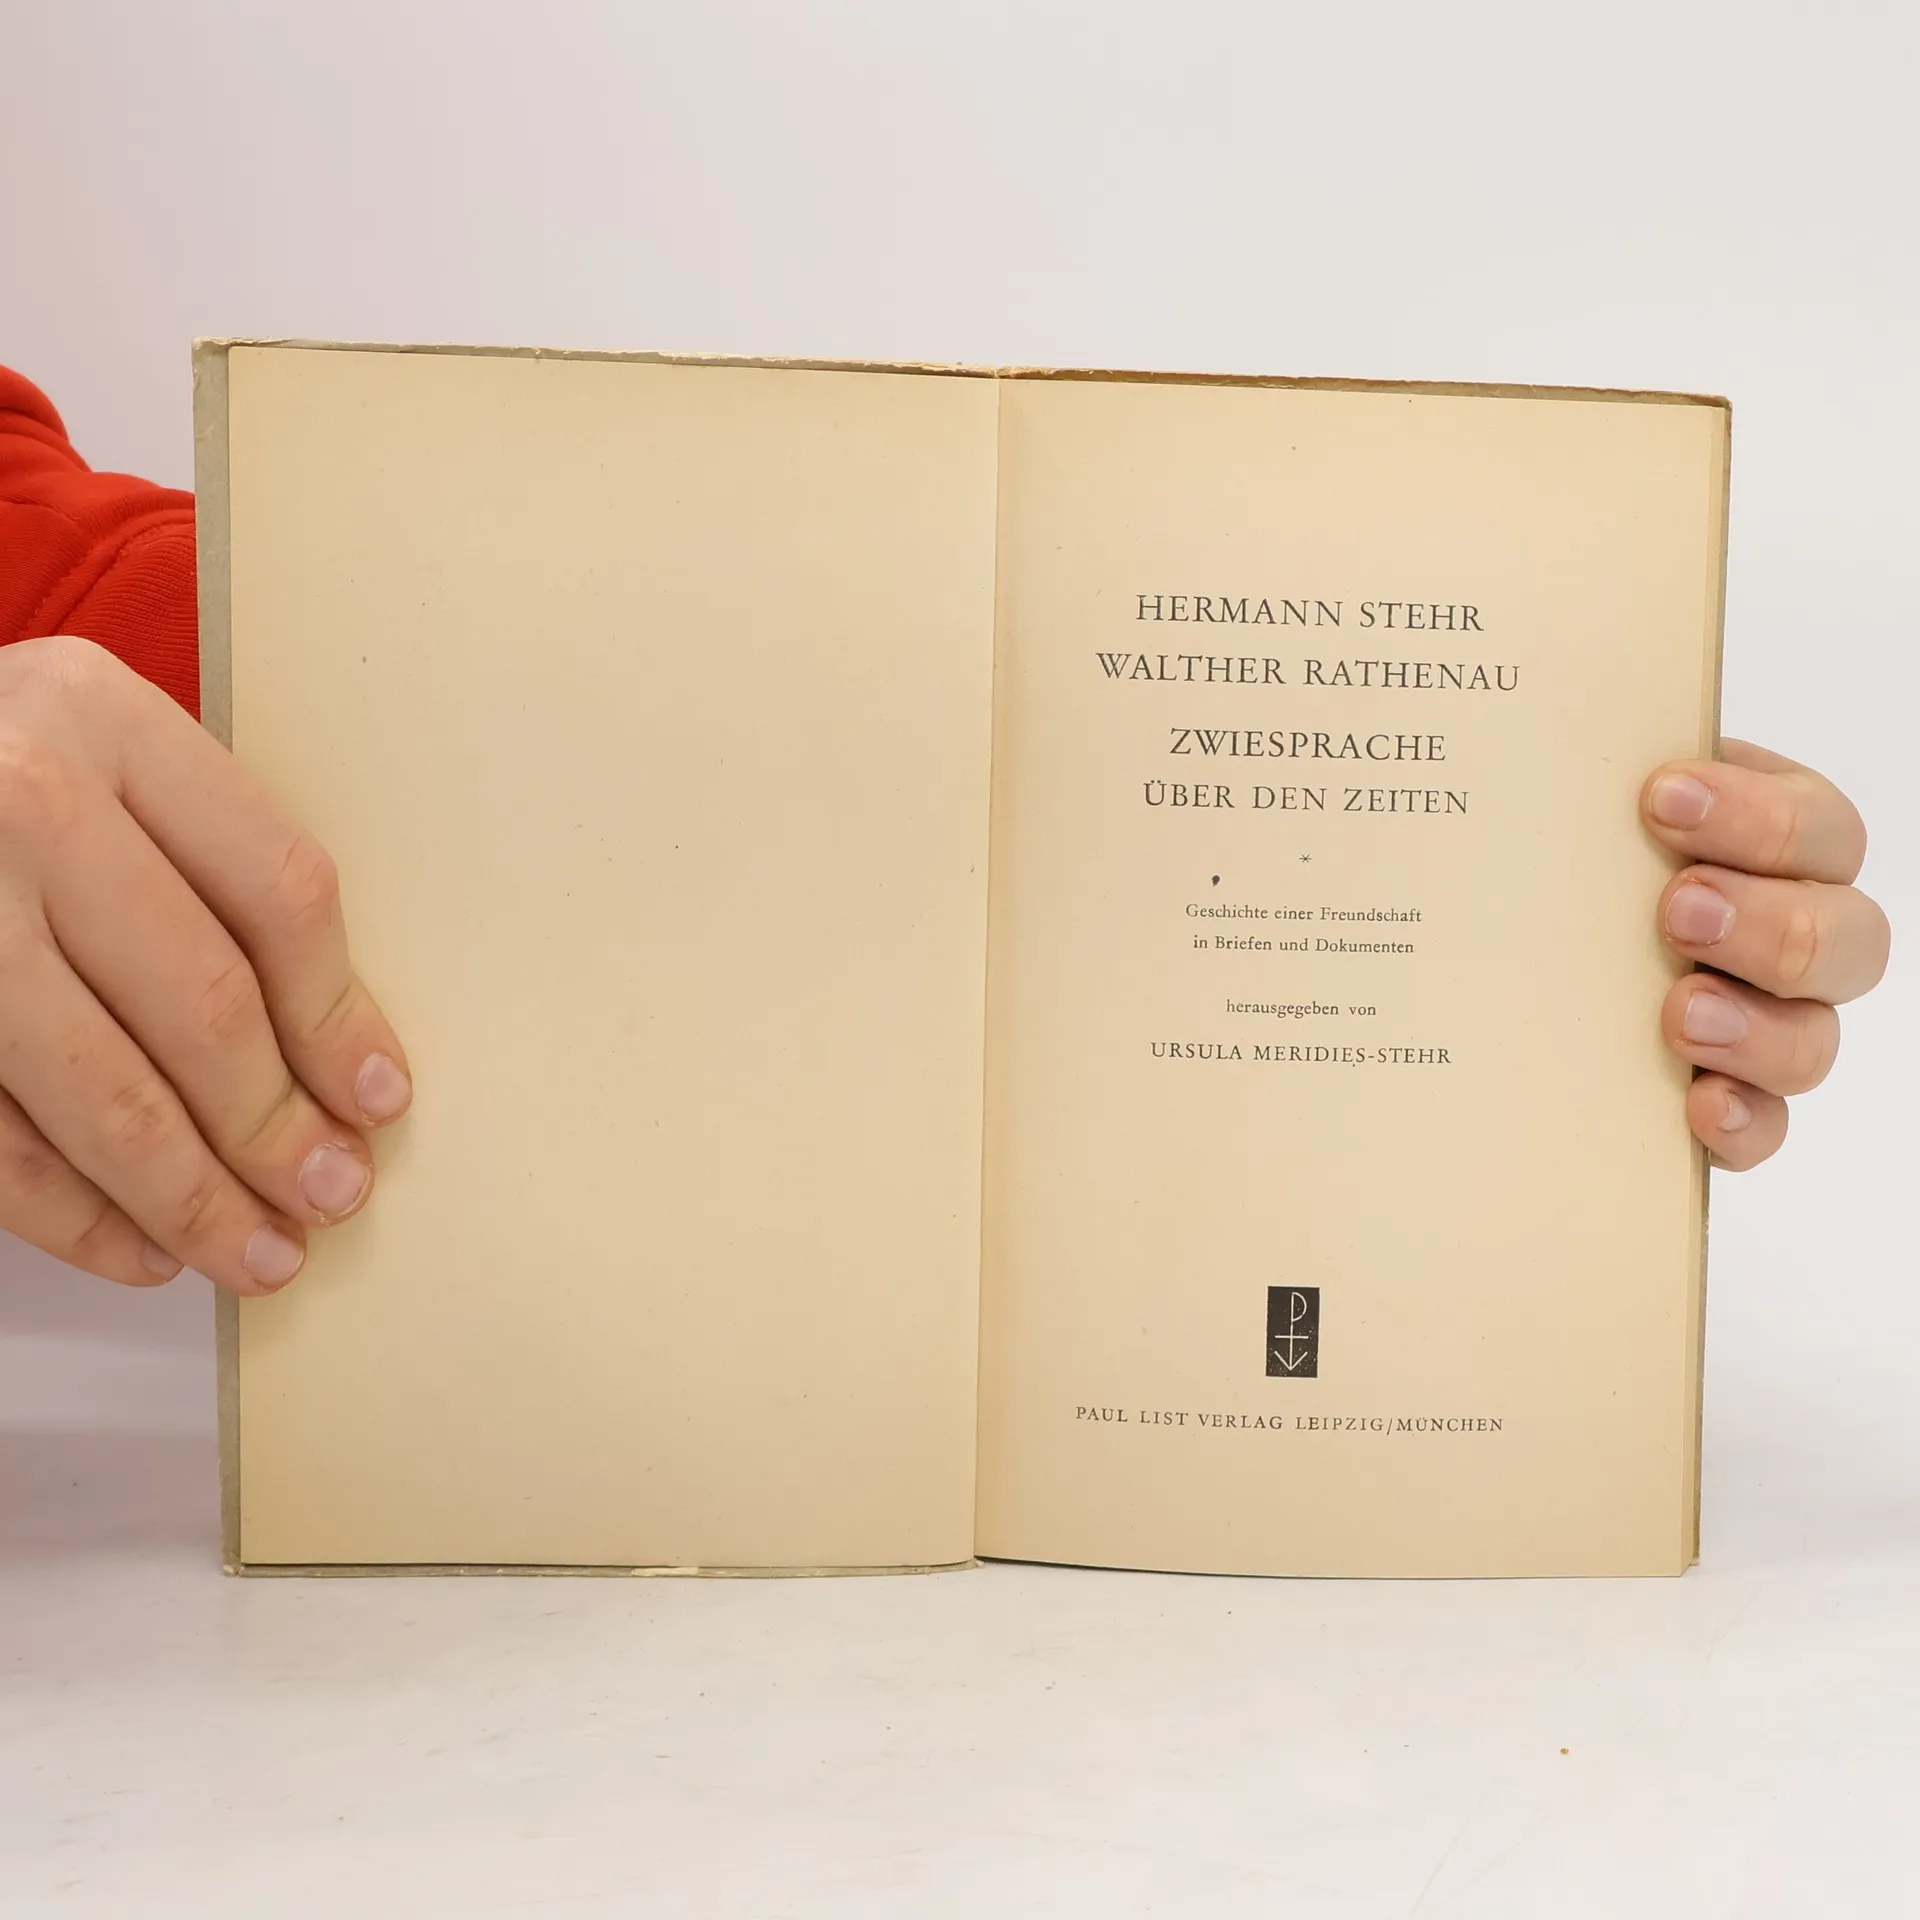 HERMANN STEHR
WALTHER RATHENAU
ZWIESPRACHE
ÜBER DEN ZEITEN
*
Geschichte einer Freundschaft
in Briefen und Dokumenten
herausgegeben von
URSULA MERIDIES-STEHR
P
PAUL LIST VERLAG LEIPZIG/MÜNCHEN